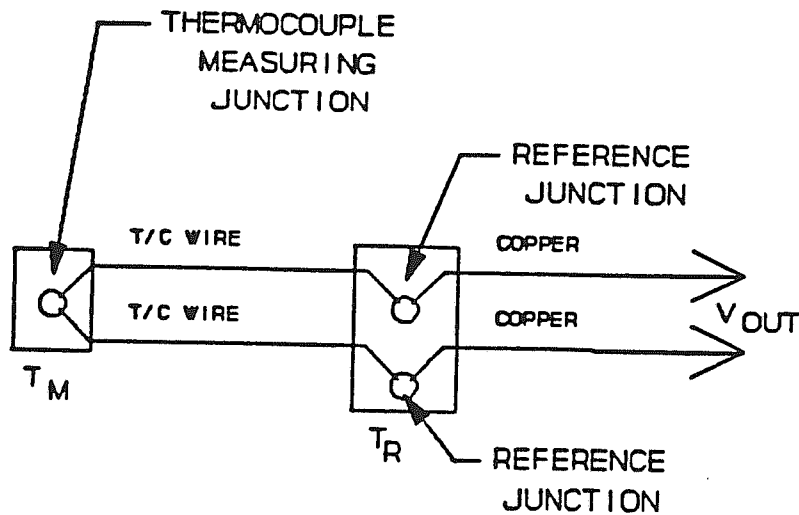 THERMOCOUPLE
MEASURING
JUNCTION
REFERENCE
JUNCTION
T/C WIRE
COPPER
T/C WIRE
COPPER
V OUT
T M
T R
REFERENCE
JUNCTION